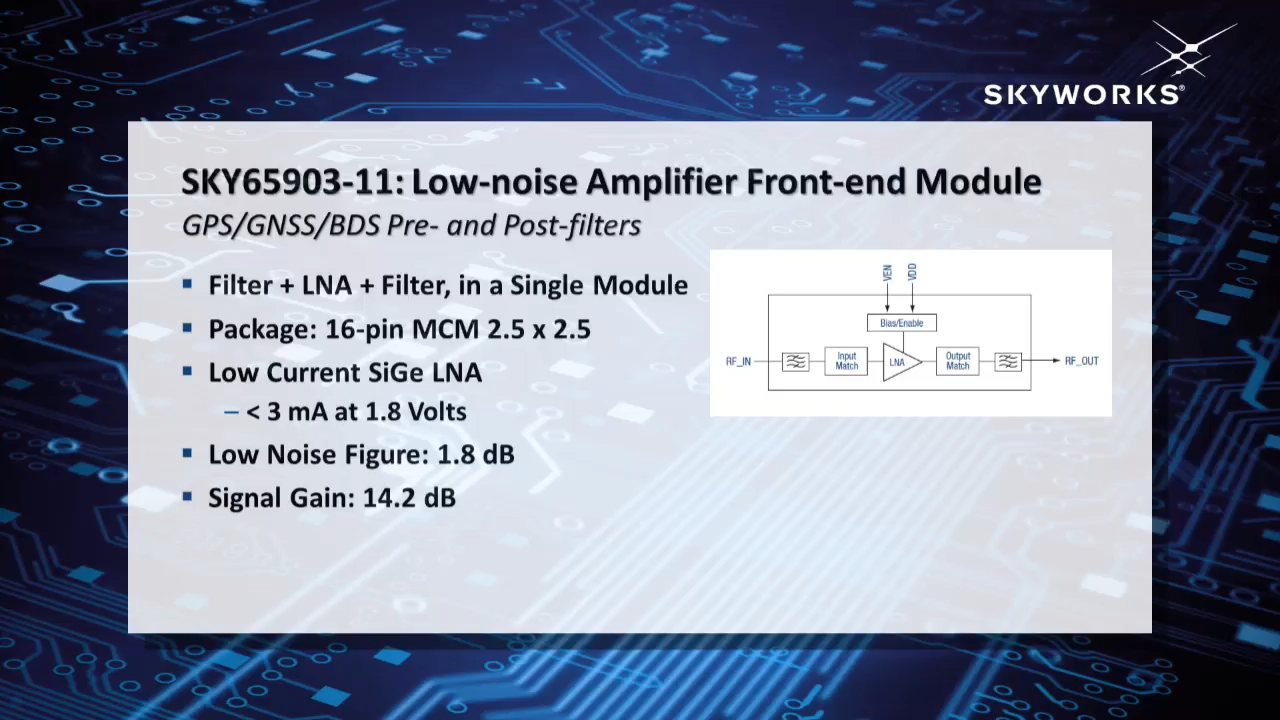 SKYWORKS®
SKY65903-11: Low-noise Amplifier Front-end Module
GPS/GNSS/BDS Pre- and Post-filters
▪ Filter + LNA + Filter, in a Single Module
▪ Package: 16-pin MCM 2.5 x 2.5
▪ Low Current SiGe LNA
– < 3 mA at 1.8 Volts
▪ Low Noise Figure: 1.8 dB
▪ Signal Gain: 14.2 dB
VEN
VDD
Bias/Enable
RF_IN
Input
Match
LNA
Output
Match
RF_OUT